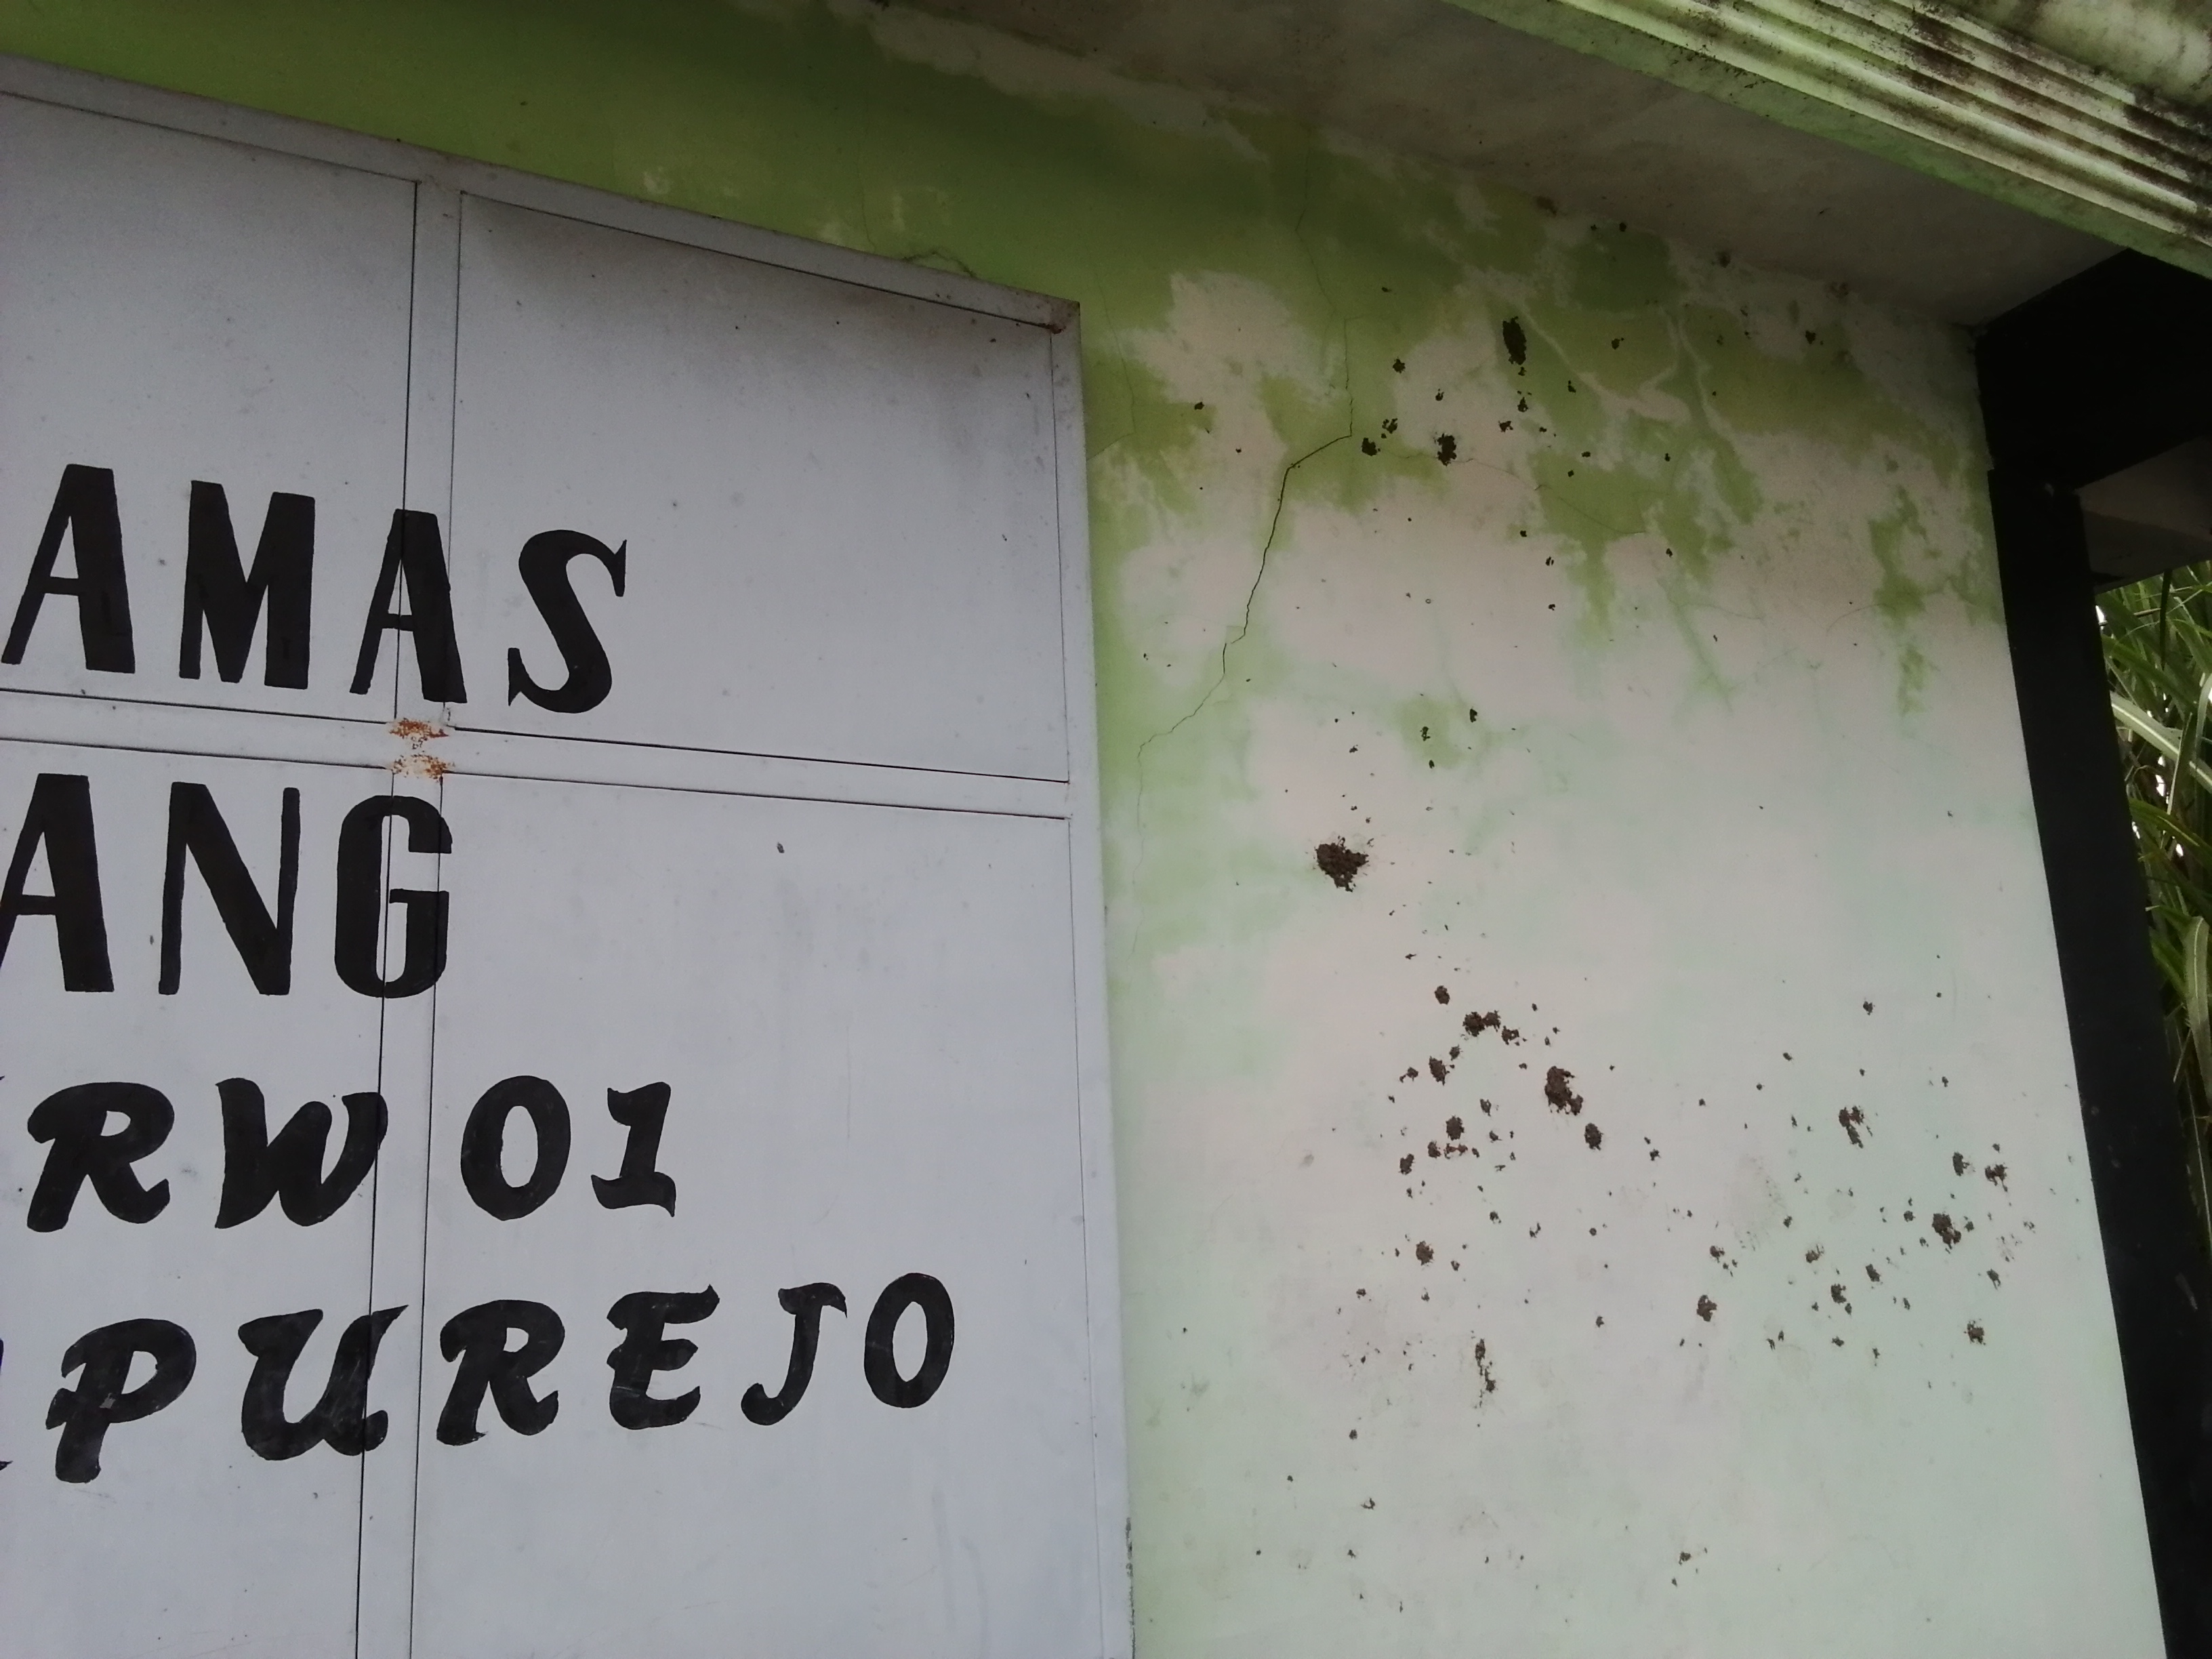 AMAS
ANG
RW 01
PUREJO